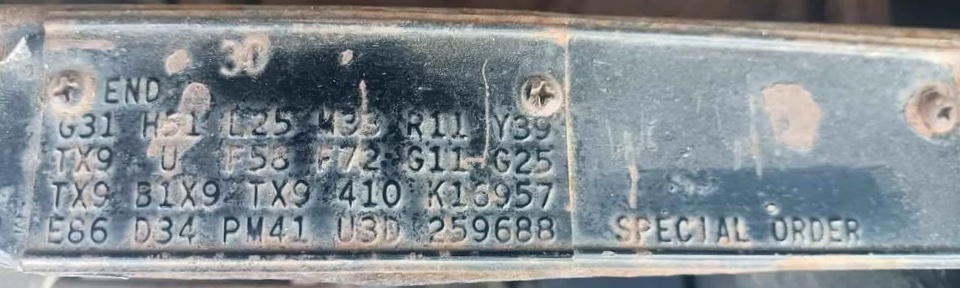 30
END
G31 H51 L25 M33 R11 Y39
TX9 U F58 F72 G11 G25
TX9 B1X9 TX9 410 K16957
E86 D34 PM41 U3D 259688
SPECIAL ORDER